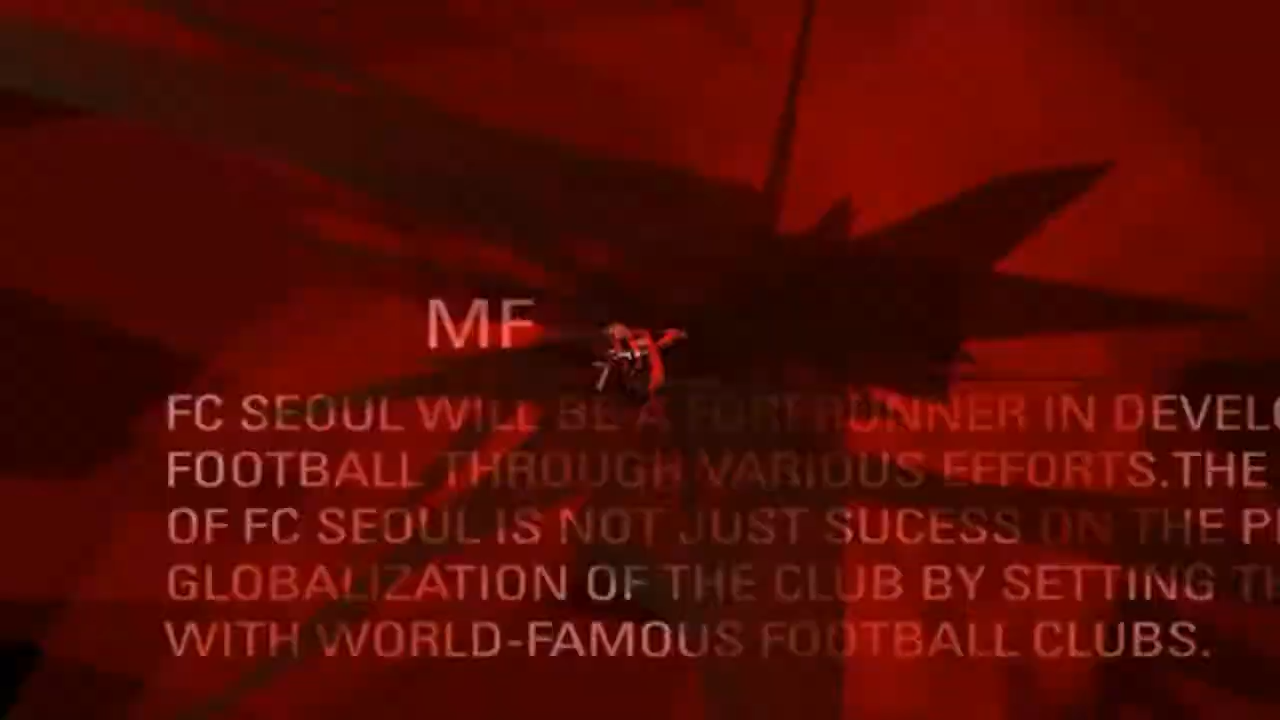 MF
FC SEOUL WILL BE A FORERUNNER IN DEVELO
FOOTBALL THROUGH VARIOUS EFFORTS.THE
OF FC SEOUL IS NOT JUST SUCESS ON THE P
GLOBALIZATION OF THE CLUB BY SETTING TH
WITH WORLD-FAMOUS FOOTBALL CLUBS.